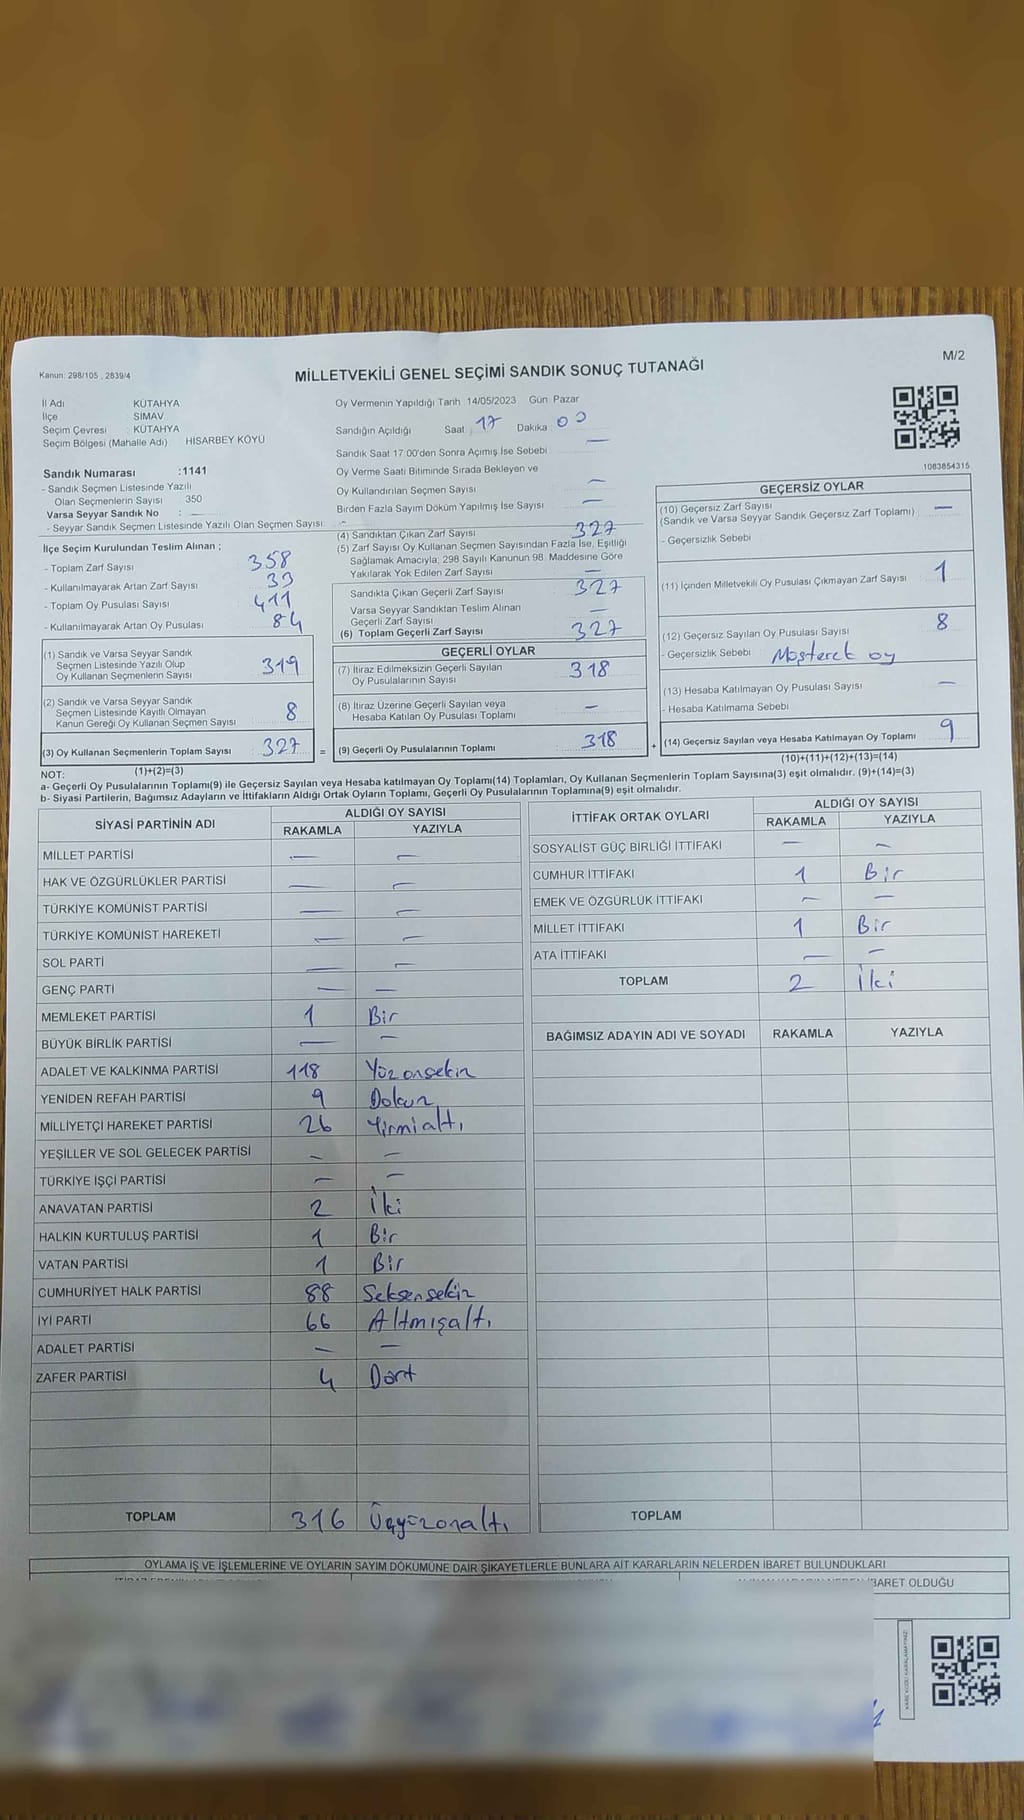 M/2
Kanun: 298/105 , 2839/4
MİLLETVEKİLİ GENEL SEÇİMİ SANDIK SONUÇ TUTANAĞI
İl Adı KÜTAHYA
İlçe SİMAV
Seçim Çevresi : KÜTAHYA
Seçim Bölgesi (Mahalle Adı) HİSARBEY KÖYÜ
Sandık Numarası :1141
- Sandık Seçmen Listesinde Yazılı
Olan Seçmenlerin Sayısı 350
Varsa Seyyar Sandık No : —
- Seyyar Sandık Seçmen Listesinde Yazılı Olan Seçmen Sayısı: —
İlçe Seçim Kurulundan Teslim Alınan ;
- Toplam Zarf Sayısı 358
- Kullanılmayarak Artan Zarf Sayısı 33
- Toplam Oy Pusulası Sayısı 411
- Kullanılmayarak Artan Oy Pusulası 84
(1) Sandık ve Varsa Seyyar Sandık
Seçmen Listesinde Yazılı Olup
Oy Kullanan Seçmenlerin Sayısı 319
(2) Sandık ve Varsa Seyyar Sandık
Seçmen Listesinde Kayıtlı Olmayan
Kanun Gereği Oy Kullanan Seçmen Sayısı 8
(3) Oy Kullanan Seçmenlerin Toplam Sayısı 327 =
(1)+(2)=(3)
Oy Vermenin Yapıldığı Tarih :14/05/2023 Gün: Pazar
Sandığın Açıldığı Saat 17 Dakika 00
Sandık Saat 17:00'den Sonra Açımış İse Sebebi —
Oy Verme Saati Bitiminde Sırada Bekleyen ve
Oy Kullandırılan Seçmen Sayısı —
Birden Fazla Sayım Döküm Yapılmış İse Sayısı —
(4) Sandıktan Çıkan Zarf Sayısı 327
(5) Zarf Sayısı Oy Kullanan Seçmen Sayısından Fazla İse, Eşitliği
Sağlamak Amacıyla; 298 Sayılı Kanunun 98. Maddesine Göre
Yakılarak Yok Edilen Zarf Sayısı —
Sandıkta Çıkan Geçerli Zarf Sayısı 327
Varsa Seyyar Sandıktan Teslim Alınan
Geçerli Zarf Sayısı —
(6) Toplam Geçerli Zarf Sayısı 327
GEÇERLİ OYLAR
(7) İtiraz Edilmeksizin Geçerli Sayılan
Oy Pusulalarının Sayısı 318
(8) İtiraz Üzerine Geçerli Sayılan veya
Hesaba Katılan Oy Pusulası Toplamı —
(9) Geçerli Oy Pusulalarının Toplamı 318 +
1083854315
GEÇERSİZ OYLAR
(10) Geçersiz Zarf Sayısı —
(Sandık ve Varsa Seyyar Sandık Geçersiz Zarf Toplamı)
- Geçersizlik Sebebi
(11) İçinden Milletvekili Oy Pusulası Çıkmayan Zarf Sayısı 1
(12) Geçersiz Sayılan Oy Pusulası Sayısı 8
- Geçersizlik Sebebi Müşterek oy
(13) Hesaba Katılmayan Oy Pusulası Sayısı —
- Hesaba Katılmama Sebebi
(14) Geçersiz Sayılan veya Hesaba Katılmayan Oy Toplamı 9
(10)+(11)+(12)+(13)=(14)
NOT:
a- Geçerli Oy Pusulalarının Toplamı(9) ile Geçersiz Sayılan veya Hesaba katılmayan Oy Toplamı(14) Toplamları, Oy Kullanan Seçmenlerin Toplam Sayısına(3) eşit olmalıdır. (9)+(14)=(3)
b- Siyasi Partilerin, Bağımsız Adayların ve İttifakların Aldığı Ortak Oyların Toplamı, Geçerli Oy Pusulalarının Toplamına(9) eşit olmalıdır.
SİYASİ PARTİNİN ADI ALDIĞI OY SAYISI
RAKAMLA YAZIYLA
MİLLET PARTİSİ — —
HAK VE ÖZGÜRLÜKLER PARTİSİ — —
TÜRKİYE KOMÜNİST PARTİSİ — —
TÜRKİYE KOMÜNİST HAREKETİ — —
SOL PARTİ — —
GENÇ PARTİ — —
MEMLEKET PARTİSİ 1 Bir
BÜYÜK BİRLİK PARTİSİ — —
ADALET VE KALKINMA PARTİSİ 118 Yüzonsekiz
YENİDEN REFAH PARTİSİ 9 Dokuz
MİLLİYETÇİ HAREKET PARTİSİ 26 Yirmialtı
YEŞİLLER VE SOL GELECEK PARTİSİ — —
TÜRKİYE İŞÇİ PARTİSİ — —
ANAVATAN PARTİSİ 2 İki
HALKIN KURTULUŞ PARTİSİ 1 Bir
VATAN PARTİSİ 1 Bir
CUMHURİYET HALK PARTİSİ 88 Seksensekiz
İYİ PARTİ 66 Altmışaltı
ADALET PARTİSİ — —
ZAFER PARTİSİ 4 Dört
TOPLAM 316 Üçyüzonaltı
İTTİFAK ORTAK OYLARI ALDIĞI OY SAYISI
RAKAMLA YAZIYLA
SOSYALİST GÜÇ BİRLİĞİ İTTİFAKI — —
CUMHUR İTTİFAKI 1 Bir
EMEK VE ÖZGÜRLÜK İTTİFAKI — —
MİLLET İTTİFAKI 1 Bir
ATA İTTİFAKI — —
TOPLAM 2 İki
BAĞIMSIZ ADAYIN ADI VE SOYADI RAKAMLA YAZIYLA
TOPLAM
OYLAMA İŞ VE İŞLEMLERİNE VE OYLARIN SAYIM DÖKÜMÜNE DAİR ŞİKAYETLERLE BUNLARA AİT KARARLARIN NELERDEN İBARET BULUNDUKLARI
OLDUĞU